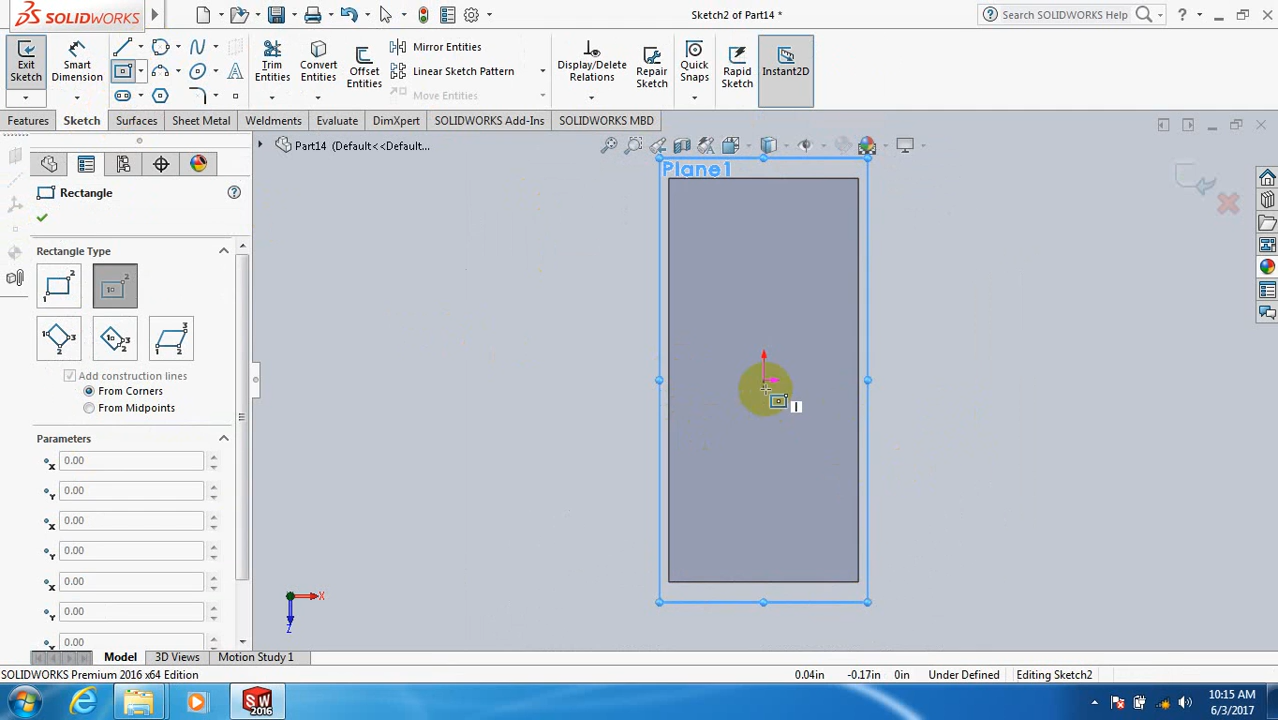 SOLIDWORKS
Sketch2 of Part14 *
Search SOLIDWORKS Help
?
Exit Sketch
Smart Dimension
Trim Entities
Convert Entities
Offset Entities
Mirror Entities
Linear Sketch Pattern
Move Entities
Display/Delete Relations
Repair Sketch
Quick Snaps
Rapid Sketch
Instant2D
Features
Sketch
Surfaces
Sheet Metal
Weldments
Evaluate
DimXpert
SOLIDWORKS Add-Ins
SOLIDWORKS MBD
Part14 (Default<<Default...
Plane1
Rectangle
?
Rectangle Type
Add construction lines
From Corners
From Midpoints
Parameters
X 0.00
Y 0.00
X 0.00
Y 0.00
X 0.00
Y 0.00
X 0.00
X
Z
Model
3D Views
Motion Study 1
SOLIDWORKS Premium 2016 x64 Edition
0.04in
-0.17in
0in
Under Defined
Editing Sketch2
SW
2016
10:15 AM
6/3/2017